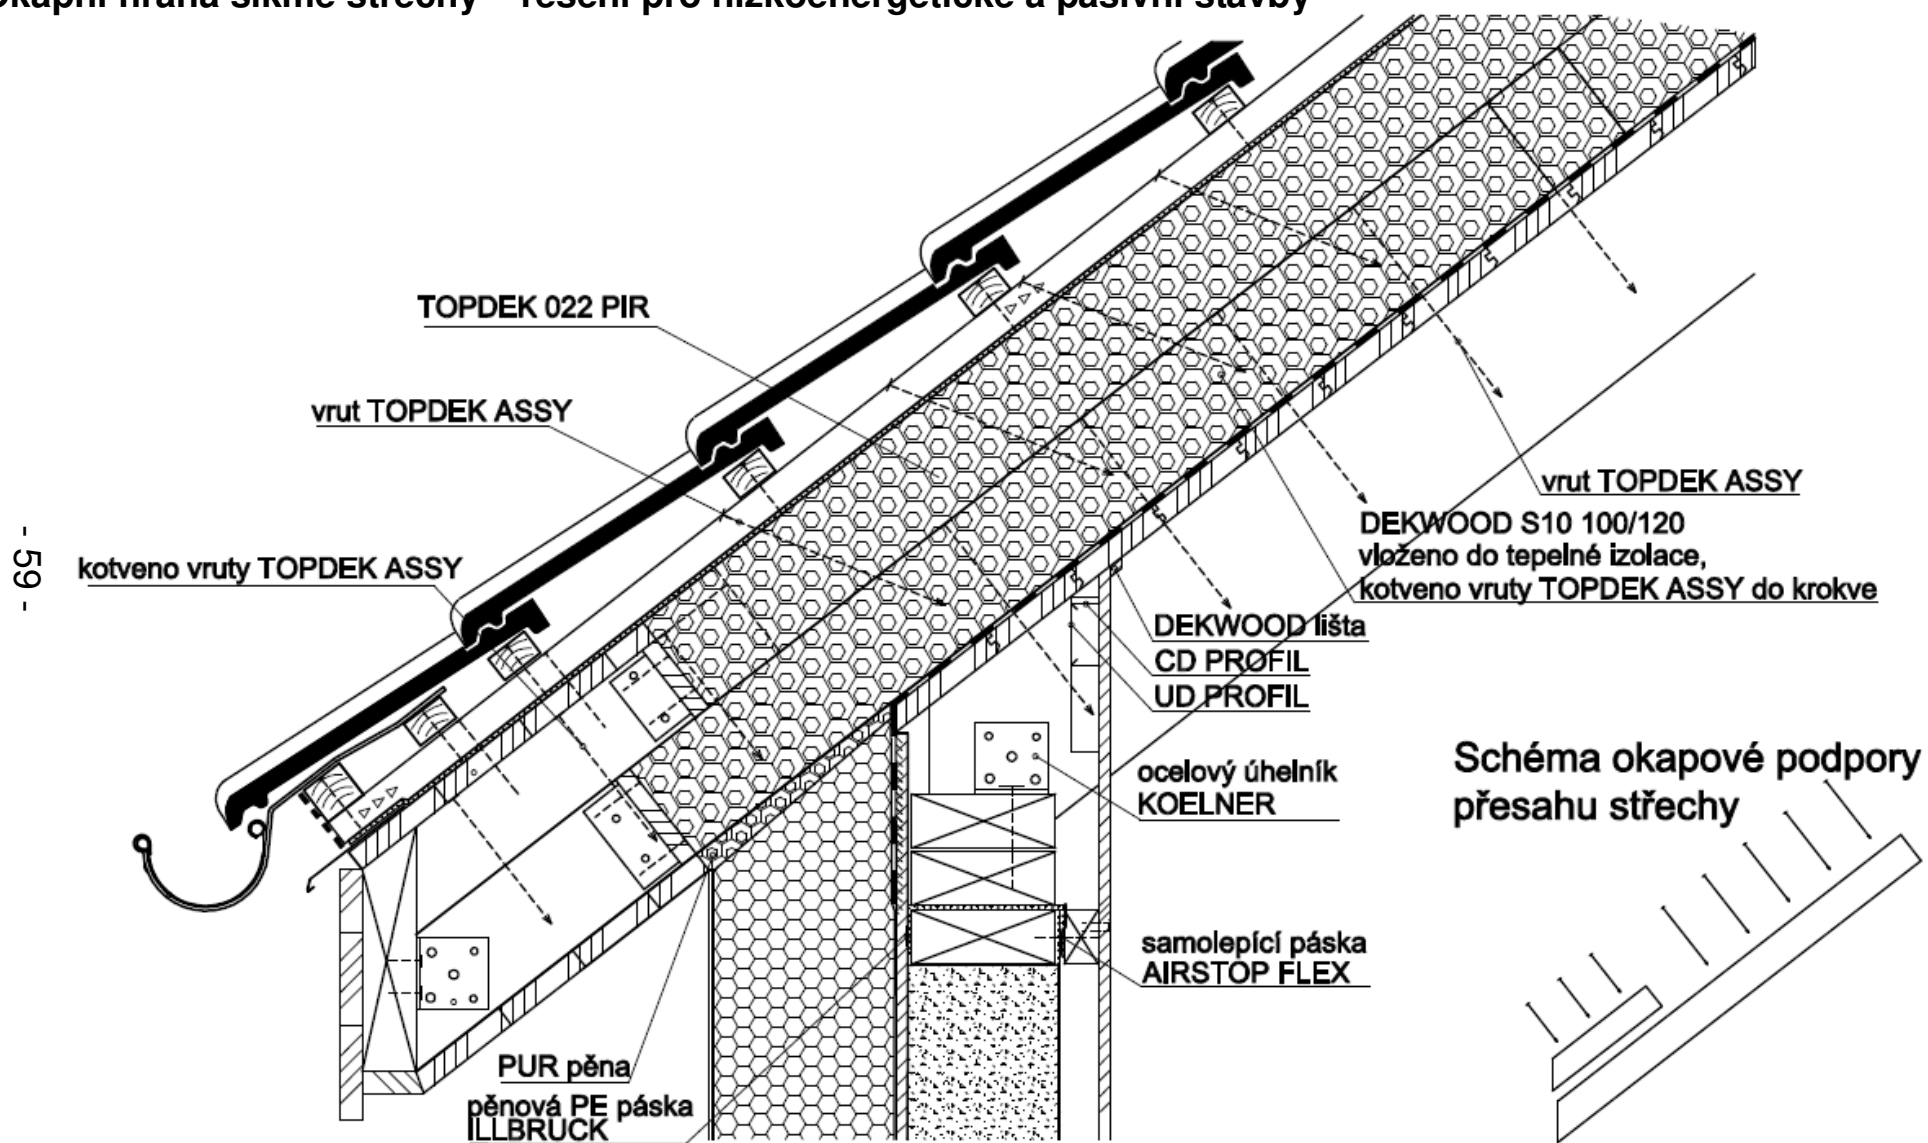 Okapní hrana šikmé střechy - řešení pro nízkoenergetické a pasivní stavby
TOPDEK 022 PIR
vrut TOPDEK ASSY
kotveno vruty TOPDEK ASSY
vrut TOPDEK ASSY
DEKWOOD S10 100/120
vloženo do tepelné izolace,
kotveno vruty TOPDEK ASSY do krokve
DEKWOOD lišta
CD PROFIL
UD PROFIL
ocelový úhelník
KOELNER
Schéma okapové podpory
přesahu střechy
samolepící páska
AIRSTOP FLEX
PUR pěna
pěnová PE páska
ILLBRUCK
- 59 -